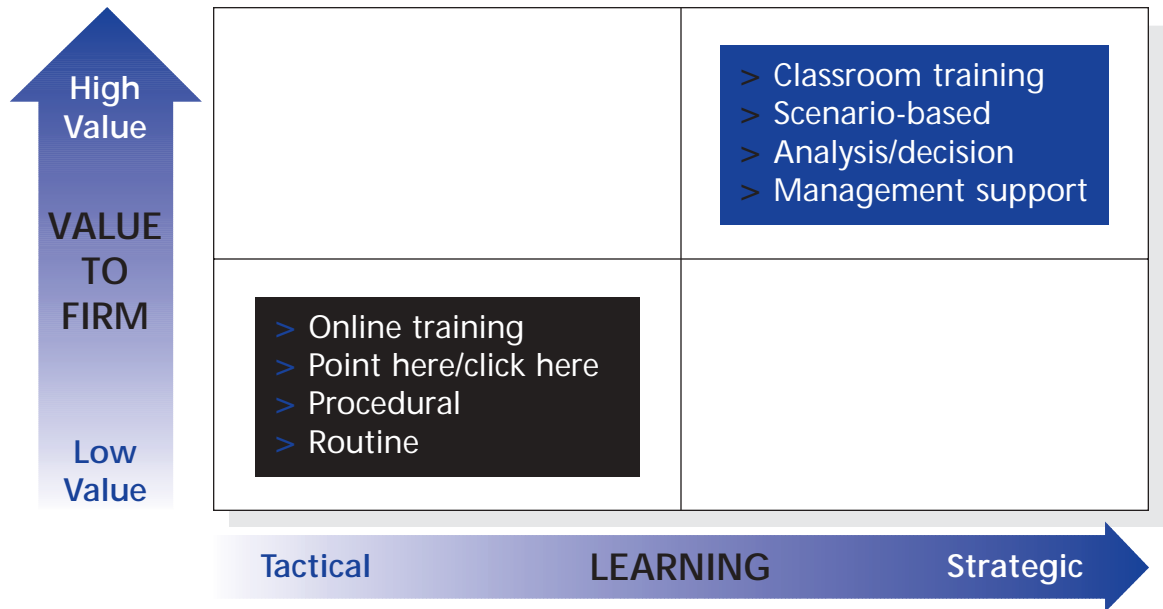 High
Value
VALUE
TO
FIRM
Low
Value
> Classroom training
> Scenario-based
> Analysis/decision
> Management support
> Online training
> Point here/click here
> Procedural
> Routine
Tactical LEARNING Strategic